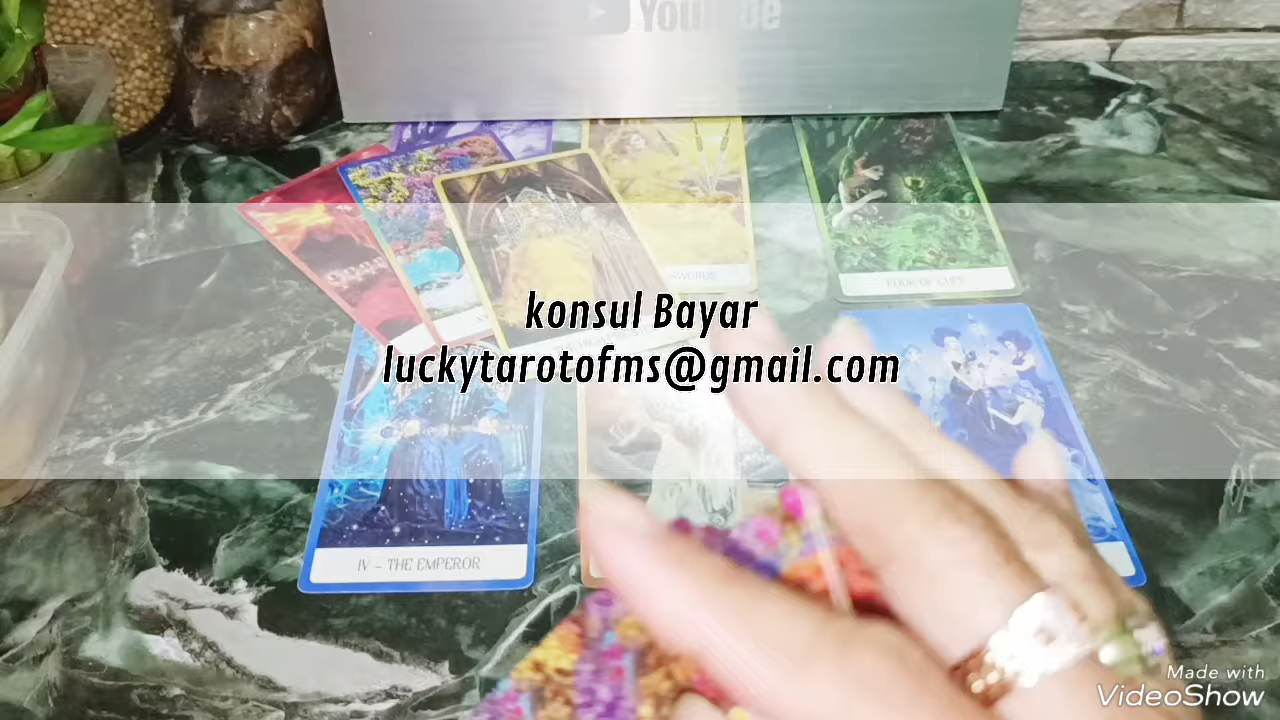 YouTube
SWORDS
FOUR OF CUPS
konsul Bayar
luckytarotofms@gmail.com
IV – THE EMPEROR
Made with
VideoShow